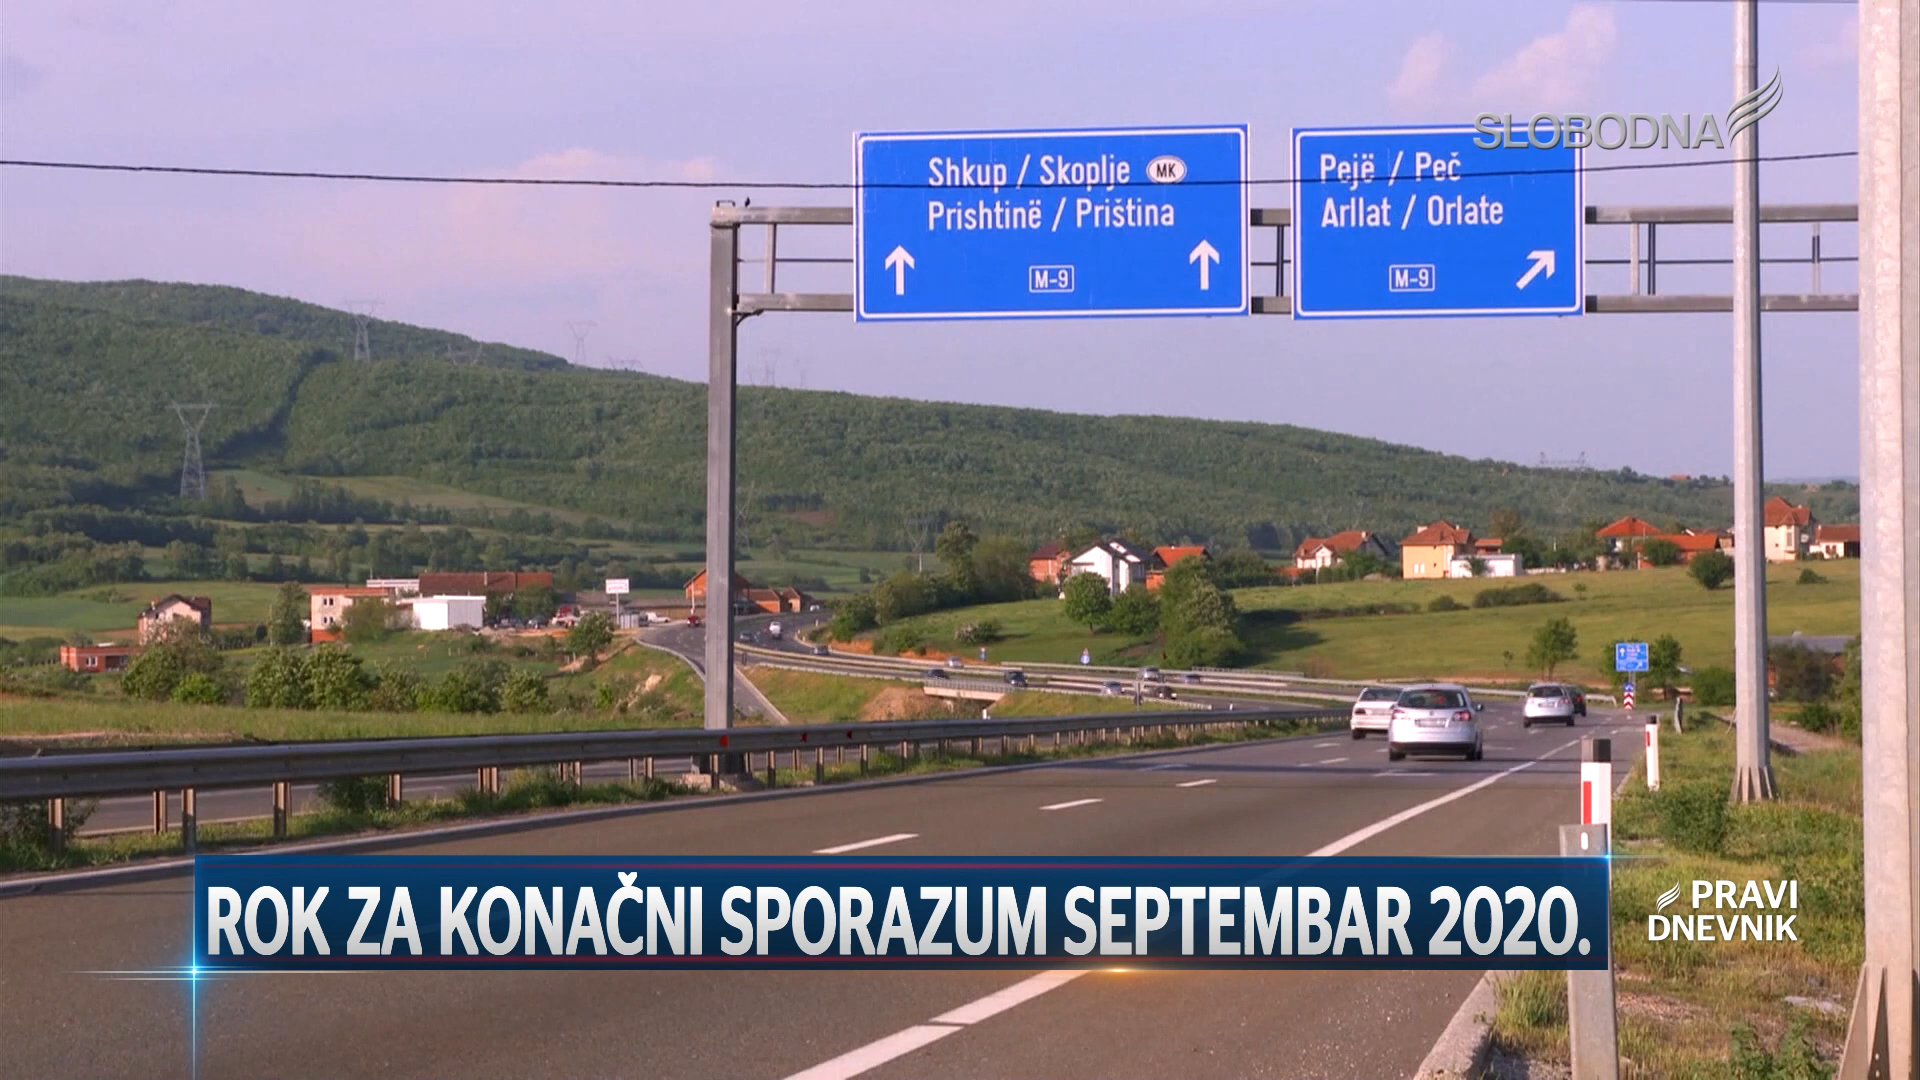 SLOBODNA
Shkup / Skoplje MK
Prishtinë / Priština
M-9
Pejë / Peč
Arllat / Orlate
M-9
ROK ZA KONAČNI SPORAZUM SEPTEMBAR 2020.
PRAVI
DNEVNIK